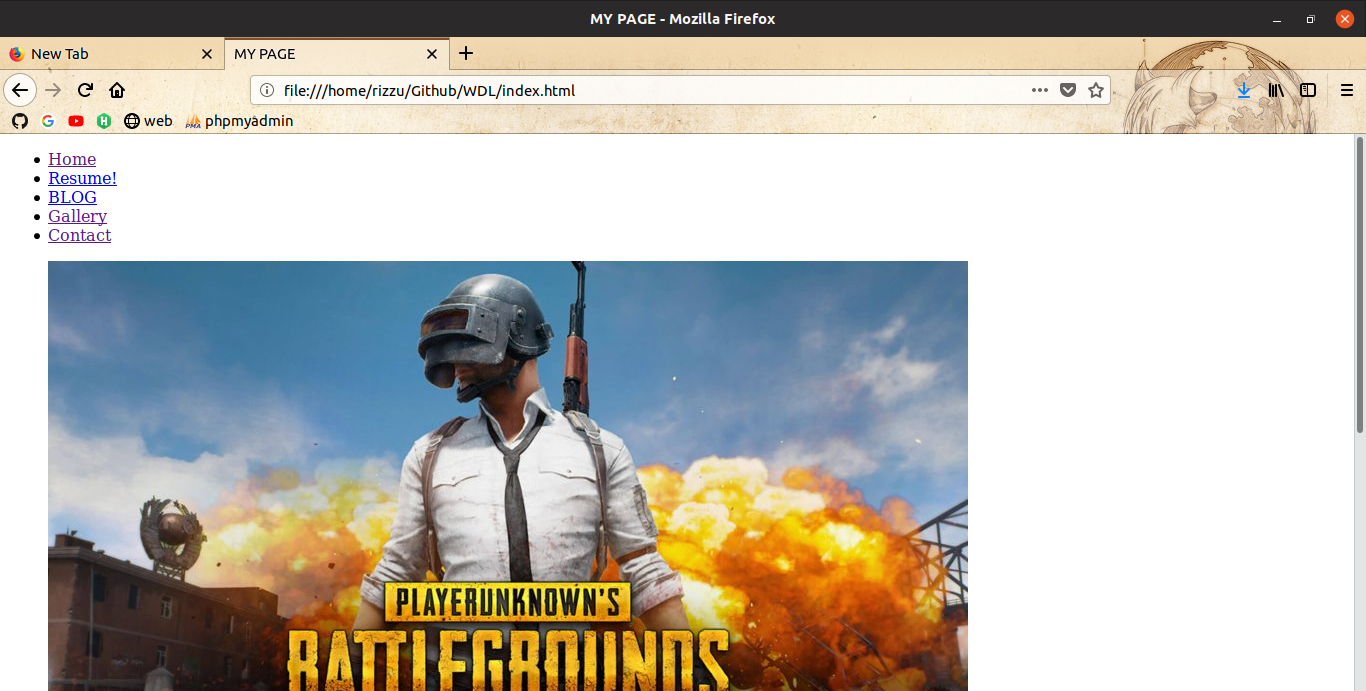 MY PAGE - Mozilla Firefox
New Tab
MY PAGE
file:///home/rizzu/Github/WDL/index.html
web
PMA
phpmyadmin
Home
Resume!
BLOG
Gallery
Contact
PLAYERUNKNOWN'S
BATTLEGROUNDS